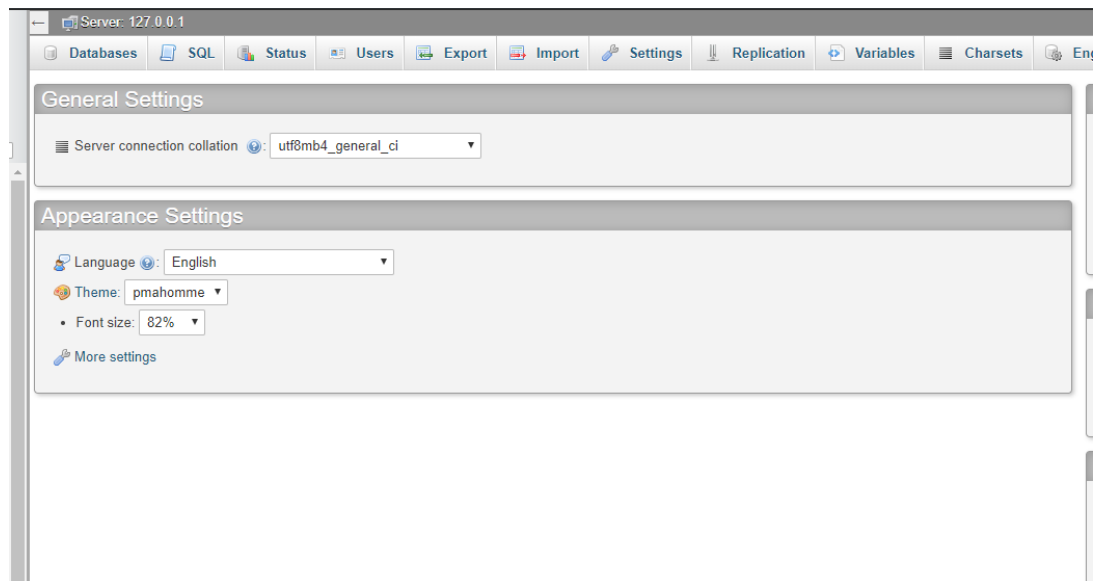 Server: 127.0.0.1
Databases SQL Status Users Export Import Settings Replication Variables Charsets
General Settings
Server connection collation : utf8mb4_general_ci
Appearance Settings
Language : English
Theme: pmahomme
• Font size: 82%
More settings